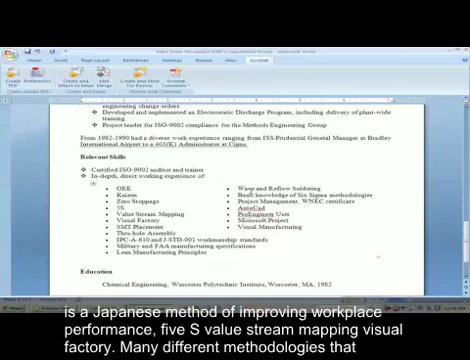 engineering change orders
Developed and implemented an Electrostatic Discharge Program, including delivery of plant-wide
training.
Project leader for ISO-9002 compliance for the Methods Engineering Group
From 1982-1990 had a diverse work experience ranging from ISS Prudential General Manager at Bradley
International Airport to a 401(K) Administrator at Cigna.
Relevant Skills
Certified ISO-9002 auditor and trainer
In-depth, direct working experience of:
OEE
Kaizen
Zero Stoppage
5S
Value Stream Mapping
Visual Factory
SMT Placement
Thru-hole Assembly
IPC-A-610 and J-STD-001 workmanship standards
Military and FAA manufacturing specifications
Lean Manufacturing Principles
Wave and Reflow Soldering
Basic knowledge of Six Sigma methodologies
Project Management, WNEC certificate
AutoCad
ProEngineer User
Microsoft Project
Visual Manufacturing
Education
Chemical Engineering, Worcester Polytechnic Institute, Worcester, MA, 1982
is a Japanese method of improving workplace
performance, five S value stream mapping visual
factory. Many different methodologies that